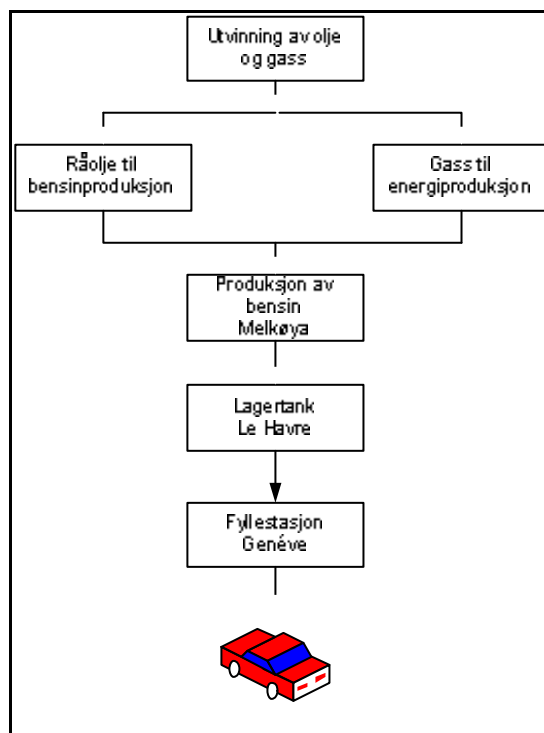 Utvinning av olje
og gass
Råolje til
bensinproduksjon
Gass til
energiproduksjon
Produksjon av
bensin
Melkøya
Lagertank
Le Havre
Fyllestasjon
Genéve